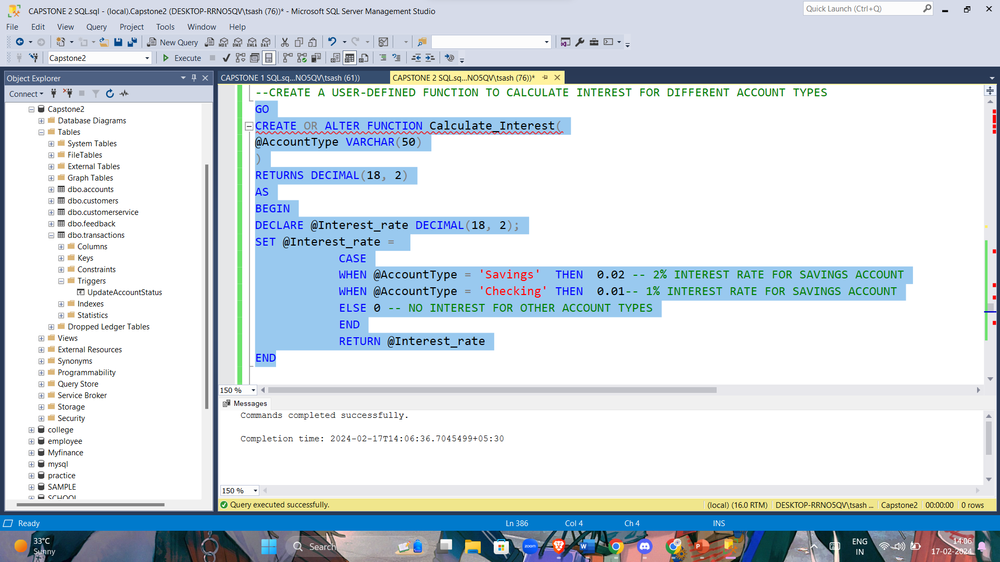 CAPSTONE 2 SQL.sql - (local).Capstone2 (DESKTOP-RRNO5QV\tsash (76))* - Microsoft SQL Server Management Studio
Quick Launch (Ctrl+Q)
File Edit View Query Project Tools Window Help
New Query MDX DMX XMLA DAX
Capstone2 Execute
Object Explorer
Connect
Capstone2
Database Diagrams
Tables
System Tables
FileTables
External Tables
Graph Tables
dbo.accounts
dbo.customers
dbo.customerservice
dbo.feedback
dbo.transactions
Columns
Keys
Constraints
Triggers
UpdateAccountStatus
Indexes
Statistics
Dropped Ledger Tables
Views
External Resources
Synonyms
Programmability
Query Store
Service Broker
Storage
Security
college
employee
Myfinance
mysql
practice
SAMPLE
SCHOOL
CAPSTONE 1 SQL.sq...NO5QV\tsash (61))
CAPSTONE 2 SQL.sq...NO5QV\tsash (76))*
--CREATE A USER-DEFINED FUNCTION TO CALCULATE INTEREST FOR DIFFERENT ACCOUNT TYPES
GO
CREATE OR ALTER FUNCTION Calculate_Interest(
@AccountType VARCHAR(50)
)
RETURNS DECIMAL(18, 2)
AS
BEGIN
DECLARE @Interest_rate DECIMAL(18, 2);
SET @Interest_rate =
CASE
WHEN @AccountType = 'Savings'  THEN  0.02 -- 2% INTEREST RATE FOR SAVINGS ACCOUNT
WHEN @AccountType = 'Checking' THEN  0.01-- 1% INTEREST RATE FOR SAVINGS ACCOUNT
ELSE 0 -- NO INTEREST FOR OTHER ACCOUNT TYPES
END
RETURN @Interest_rate
END
150 %
Messages
Commands completed successfully.
Completion time: 2024-02-17T14:06:36.7045499+05:30
150 %
Query executed successfully.
(local) (16.0 RTM) DESKTOP-RRNO5QV\tsash ... Capstone2 00:00:00 0 rows
Ready Ln 386 Col 4 Ch 4 INS
33°C
Sunny
Search
zoom
ENG
IN
14:06
17-02-2024